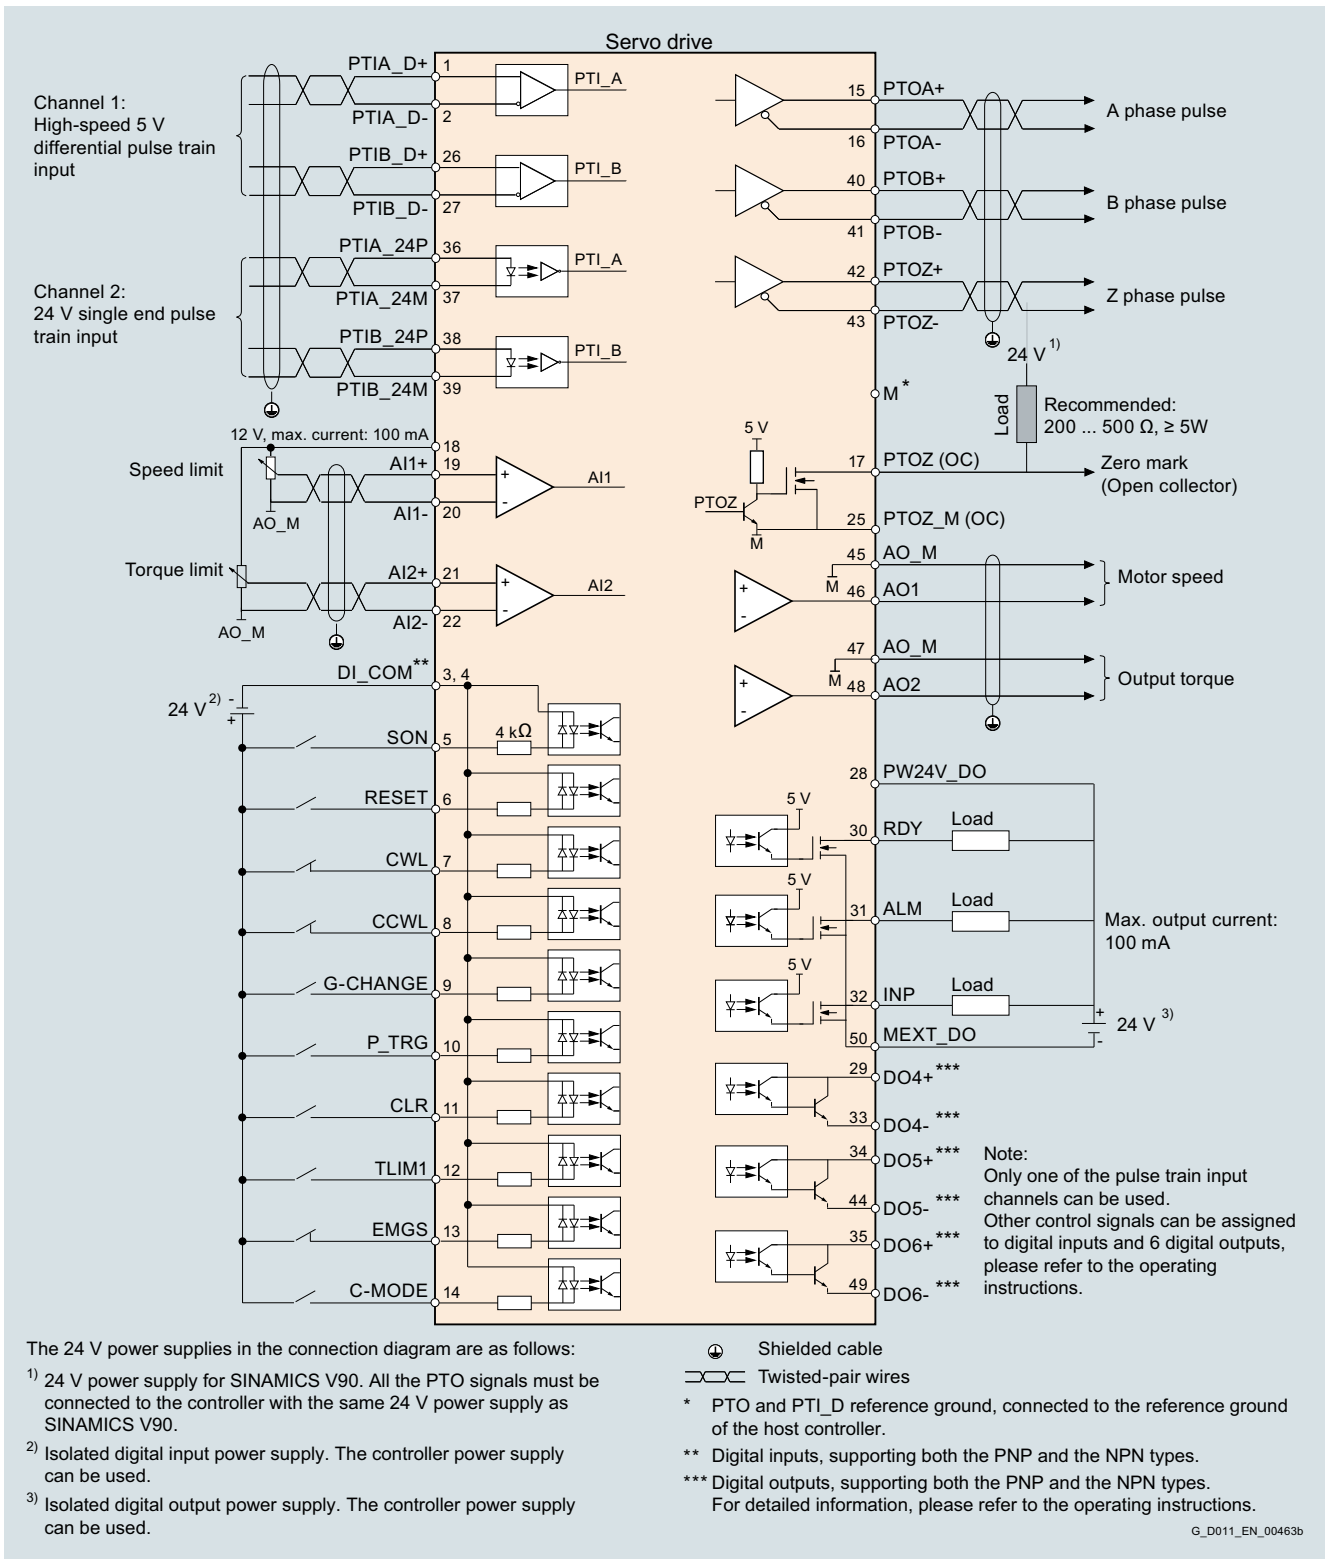 Servo drive
Channel 1:
High-speed 5 V
differential pulse train
input
PTIA_D+
1
PTIA_D-
2
PTI_A
PTIB_D+
26
PTIB_D-
27
PTI_B
Channel 2:
24 V single end pulse
train input
PTIA_24P
36
PTIA_24M
37
PTI_A
PTIB_24P
38
PTIB_24M
39
PTI_B
12 V, max. current: 100 mA
18
Speed limit
AI1+
19
+
-
AI1
AI1-
20
AO_M
Torque limit
AI2+
21
+
-
AI2
AI2-
22
AO_M
DI_COM**
3, 4
24 V 2)
-
+
SON
5
4 kΩ
RESET
6
CWL
7
CCWL
8
G-CHANGE
9
P_TRG
10
CLR
11
TLIM1
12
EMGS
13
C-MODE
14
15
PTOA+
16
PTOA-
A phase pulse
40
PTOB+
41
PTOB-
B phase pulse
42
PTOZ+
43
PTOZ-
Z phase pulse
24 V 1)
M*
Load
Recommended:
200 ... 500 Ω, ≥ 5W
5 V
PTOZ
M
17
PTOZ (OC)
25
PTOZ_M (OC)
Zero mark
(Open collector)
45
AO_M
M
46
AO1
+
-
Motor speed
47
AO_M
M
48
AO2
+
-
Output torque
28
PW24V_DO
5 V
30
RDY
Load
5 V
31
ALM
Load
Max. output current:
100 mA
5 V
32
INP
Load
+
24 V 3)
-
50
MEXT_DO
29
DO4+ ***
33
DO4- ***
34
DO5+ ***
44
DO5- ***
35
DO6+ ***
49
DO6- ***
Note:
Only one of the pulse train input
channels can be used.
Other control signals can be assigned
to digital inputs and 6 digital outputs,
please refer to the operating
instructions.
The 24 V power supplies in the connection diagram are as follows:
1) 24 V power supply for SINAMICS V90. All the PTO signals must be
connected to the controller with the same 24 V power supply as
SINAMICS V90.
2) Isolated digital input power supply. The controller power supply
can be used.
3) Isolated digital output power supply. The controller power supply
can be used.
Shielded cable
Twisted-pair wires
* PTO and PTI_D reference ground, connected to the reference ground
of the host controller.
** Digital inputs, supporting both the PNP and the NPN types.
*** Digital outputs, supporting both the PNP and the NPN types.
For detailed information, please refer to the operating instructions.
G_D011_EN_00463b